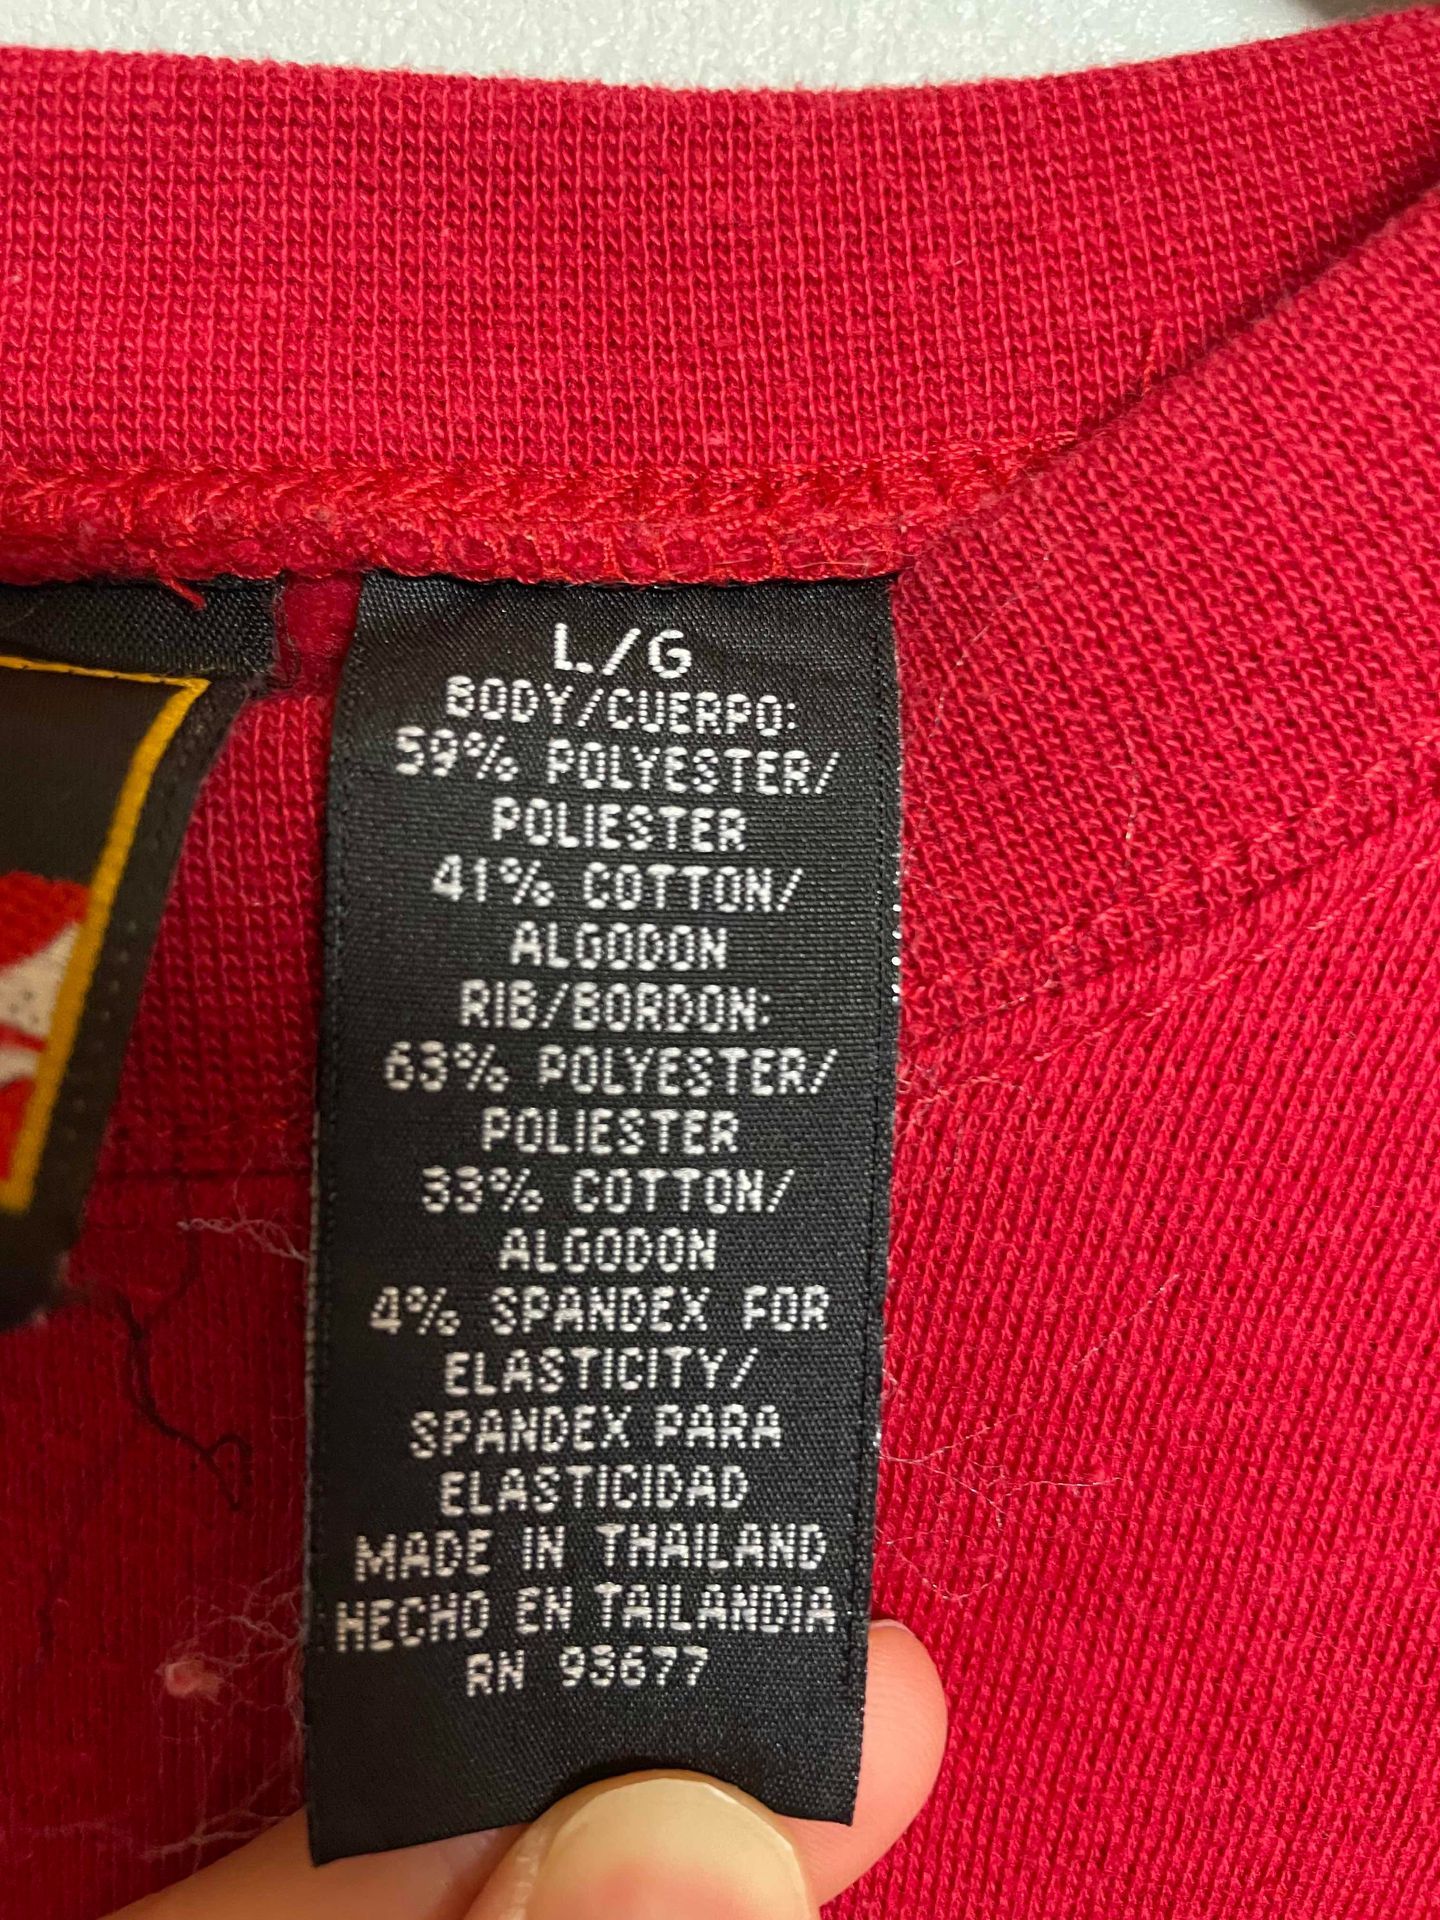 L/G
BODY/CUERPO:
59% POLYESTER/
POLIESTER
41% COTTON/
ALGODON
RIB/BORDON:
63% POLYESTER/
POLIESTER
33% COTTON/
ALGODON
4% SPANDEX FOR
ELASTICITY/
SPANDEX PARA
ELASTICIDAD
MADE IN THAILAND
HECHO EN TAILANDIA
RN 93677